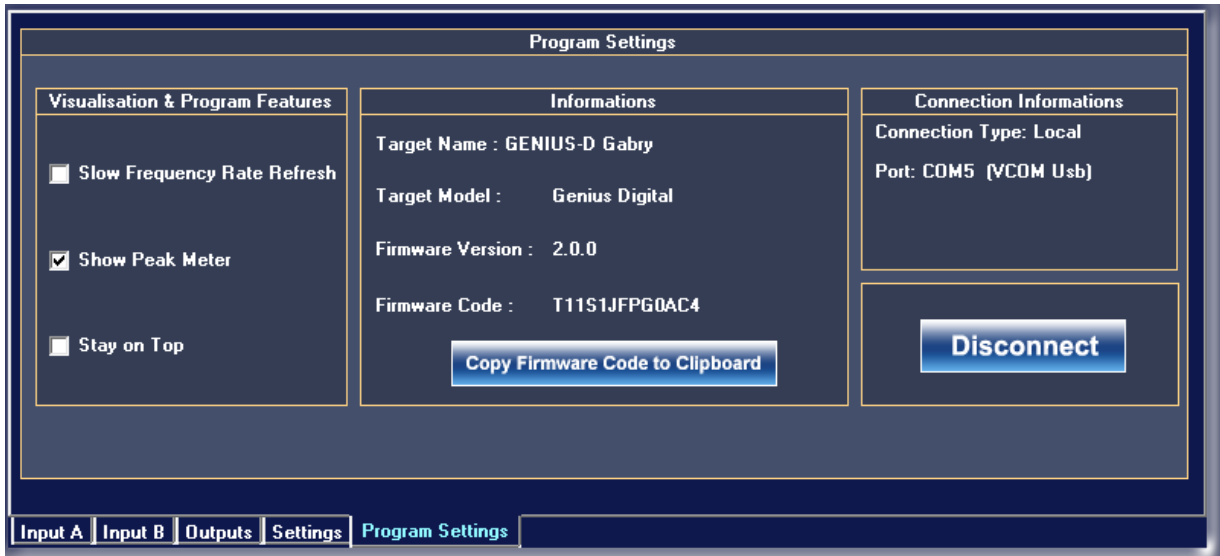 Program Settings
Visualisation & Program Features
Slow Frequency Rate Refresh
Show Peak Meter
Stay on Top
Informations
Target Name : GENIUS-D Gabry
Target Model : Genius Digital
Firmware Version : 2.0.0
Firmware Code : T11S1JFPG0AC4
Copy Firmware Code to Clipboard
Connection Informations
Connection Type: Local
Port: COM5 (VCOM Usb)
Disconnect
Input A Input B Outputs Settings Program Settings